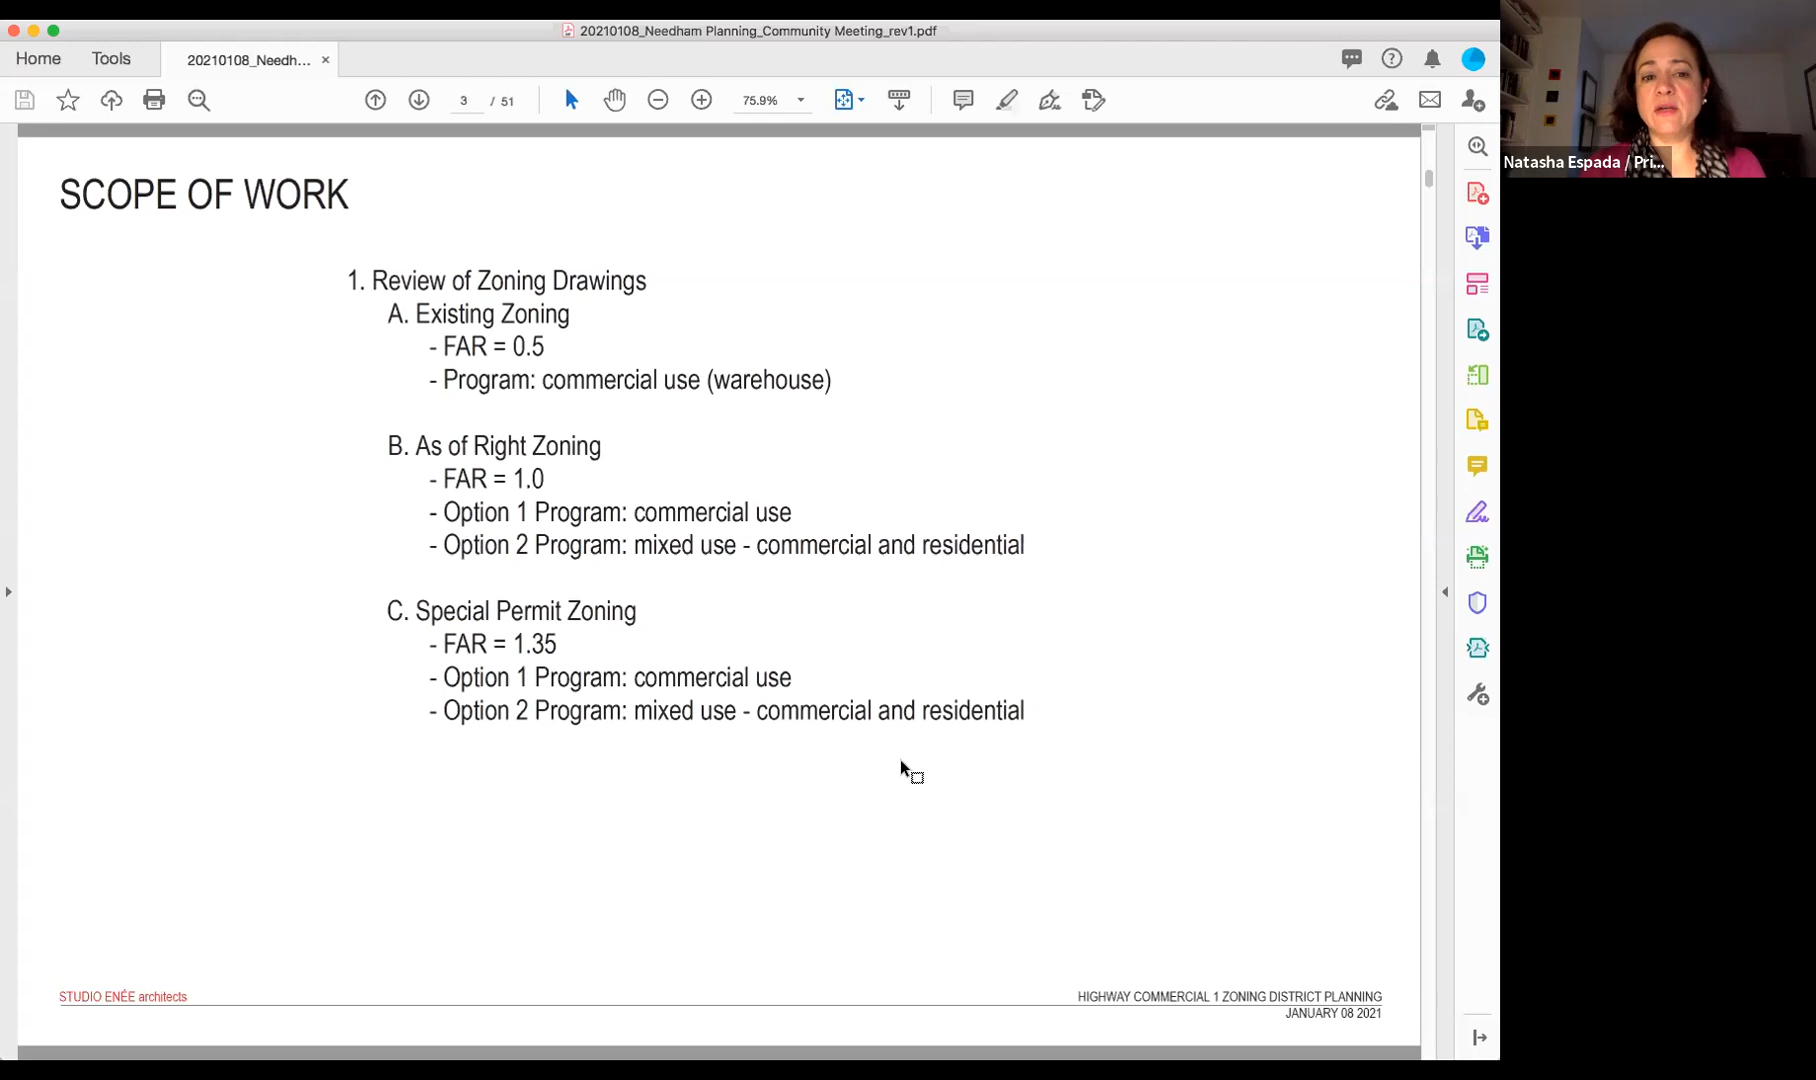 20210108_Needham Planning_Community Meeting_rev1.pdf
Home
Tools
20210108_Needh...
3 / 51
75.9%
Natasha Espada / Pri...
SCOPE OF WORK
1. Review of Zoning Drawings
A. Existing Zoning
- FAR = 0.5
- Program: commercial use (warehouse)
B. As of Right Zoning
- FAR = 1.0
- Option 1 Program: commercial use
- Option 2 Program: mixed use - commercial and residential
C. Special Permit Zoning
- FAR = 1.35
- Option 1 Program: commercial use
- Option 2 Program: mixed use - commercial and residential
STUDIO ENÉE architects
HIGHWAY COMMERCIAL 1 ZONING DISTRICT PLANNING
JANUARY 08 2021